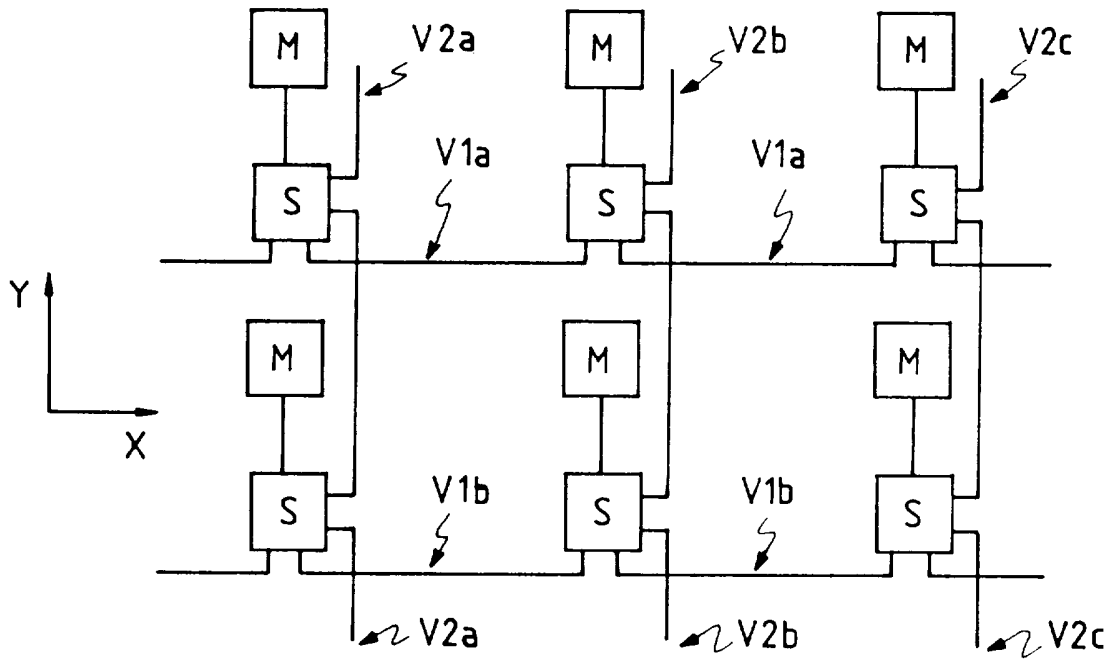 M M M
V2a V2b V2c
V1a V1a
S S S
Y
M M M
X
V1b V1b
S S S
V2a V2b V2c